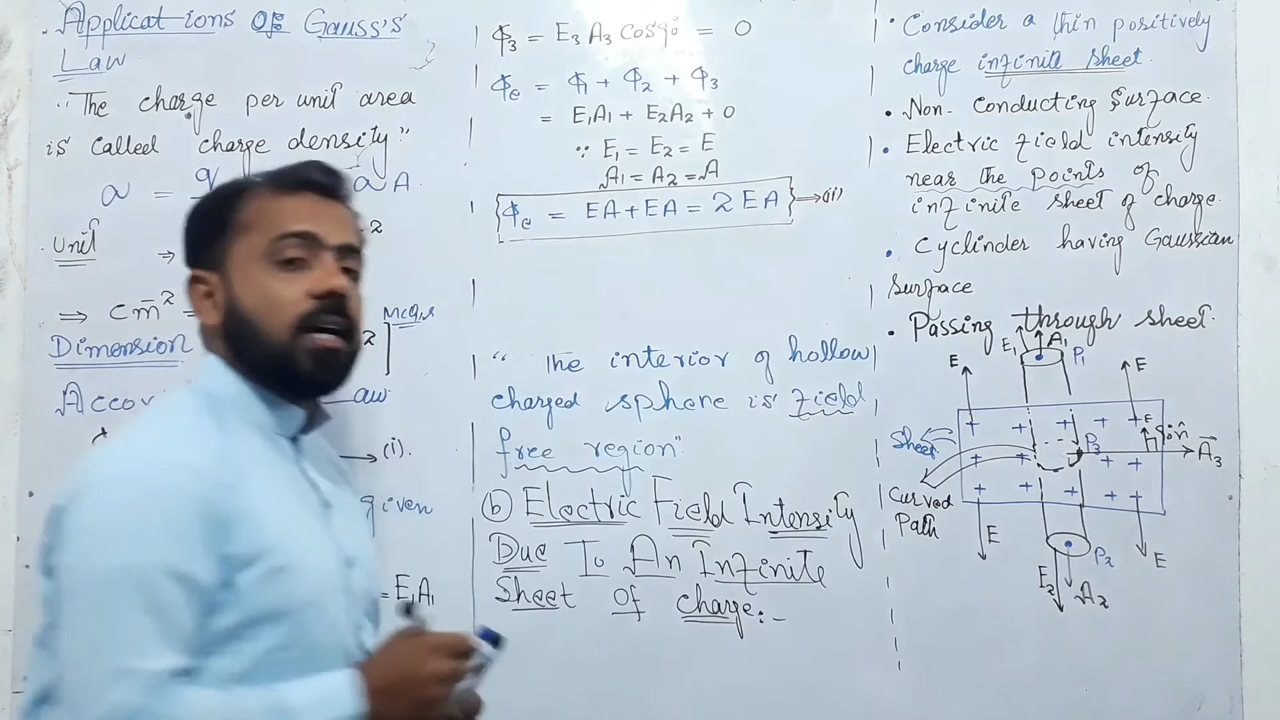 Applications Of Gauss's
Law
"The charge per unit area
is called charge density"
σ = q
σ A.
Unit
⇒ Cm⁻²
Mcq,s
Dimension
→ (i).
given
= E₁A₁
Φ₃ = E₃ A₃ Cos90° = 0
Φe = Φ₁ + Φ₂ + Φ₃
= E₁A₁ + E₂A₂ + 0
∵ E₁ = E₂ = E
A₁ = A₂ = A
Φe = EA + EA = 2EA → (ii)
"The interior of hollow
charged sphere is field
free region"
(b) Electric Field Intensity
Due To An Infinite
Sheet Of charge:-
• Consider a thin positively
charge infinite sheet.
• Non-Conducting Surface.
• Electric field intensity
near the points of
infinite sheet of charge.
• Cyclinder having Gaussian
Surface
• Passing through sheet.
E₁ A₁ P₁
E E
Sheet + + + + + E n̂
+ + P₃ + + A⃗₃
Curved + + + + +
Path
E E
P₂
E₂ A₂